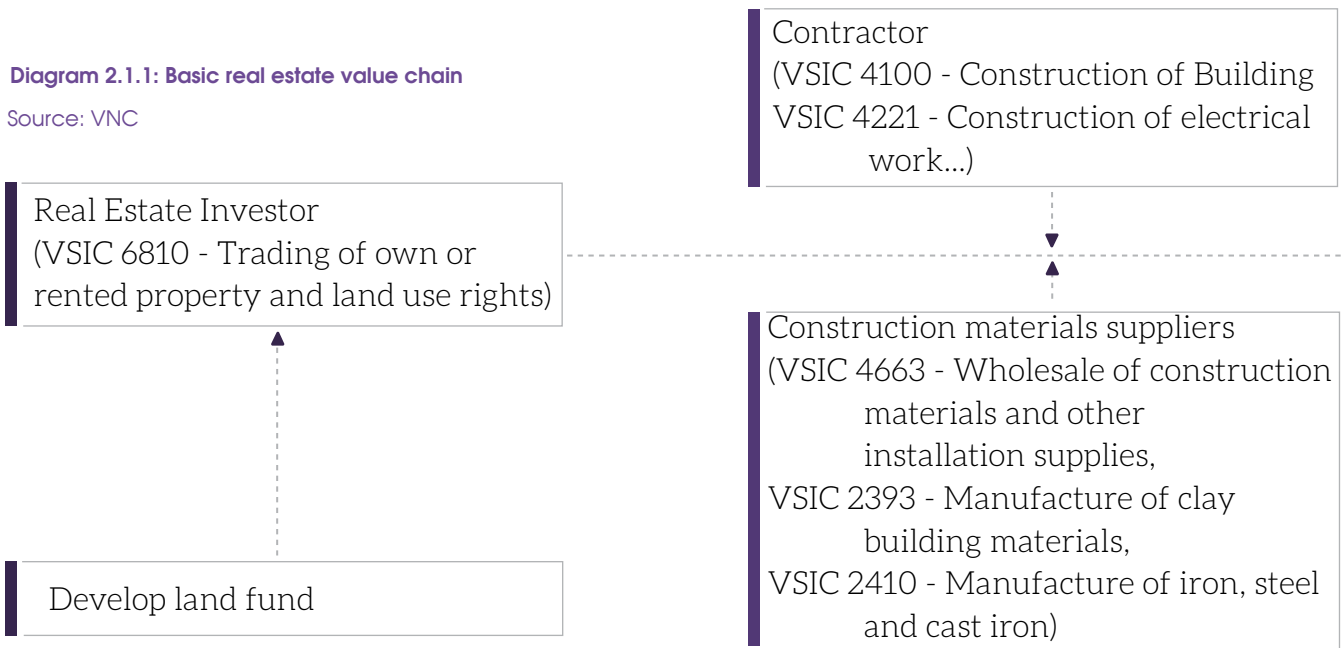 Diagram 2.1.1: Basic real estate value chain
Source: VNC
Real Estate Investor
(VSIC 6810 - Trading of own or
rented property and land use rights)
Develop land fund
Contractor
(VSIC 4100 - Construction of Building
VSIC 4221 - Construction of electrical
work...)
Construction materials suppliers
(VSIC 4663 - Wholesale of construction
materials and other
installation supplies,
VSIC 2393 - Manufacture of clay
building materials,
VSIC 2410 - Manufacture of iron, steel
and cast iron)